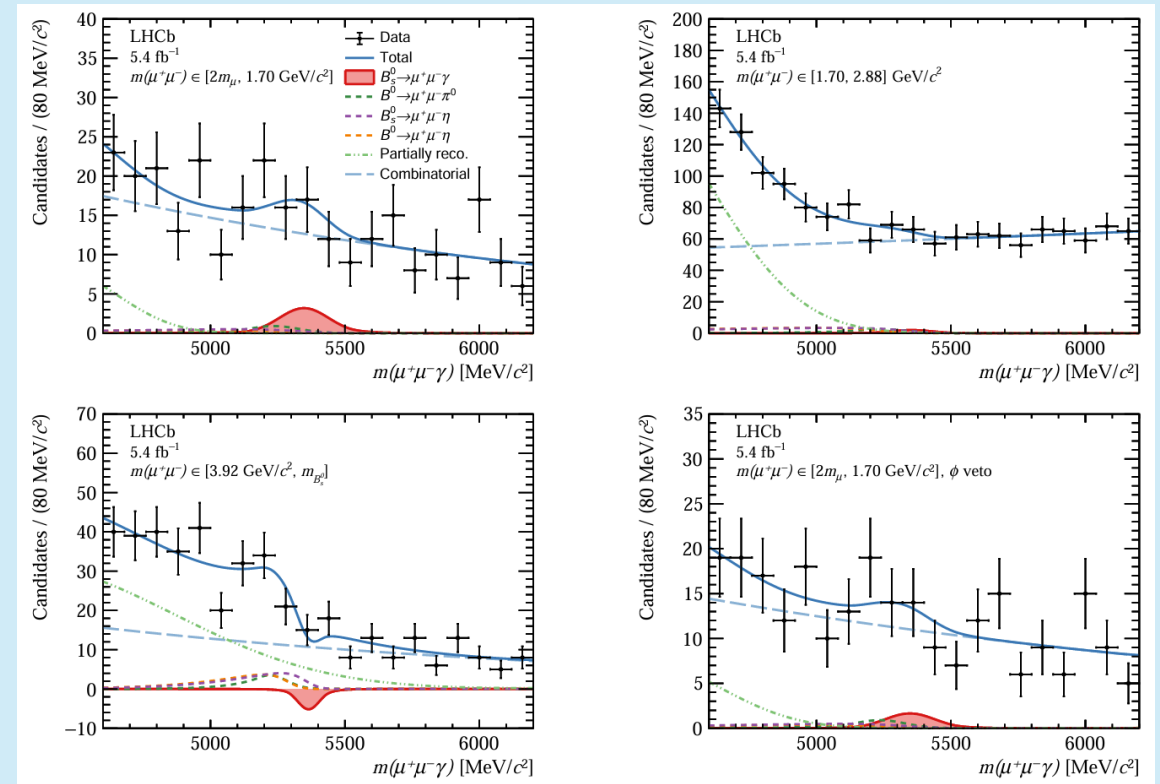 40
35
30
25
20
15
10
5
0
Candidates / (80 MeV/c²)
LHCb
5.4 fb⁻¹
m(μ⁺μ⁻) ∈ [2m_μ, 1.70 GeV/c²]
Data
Total
B⁰_s→μ⁺μ⁻γ
B⁰→μ⁺μ⁻π⁰
B⁰_s→μ⁺μ⁻η
B⁰→μ⁺μ⁻η
Partially reco.
Combinatorial
5000 5500 6000
m(μ⁺μ⁻γ) [MeV/c²]
200
180
160
140
120
100
80
60
40
20
0
Candidates / (80 MeV/c²)
LHCb
5.4 fb⁻¹
m(μ⁺μ⁻) ∈ [1.70, 2.88] GeV/c²
5000 5500 6000
m(μ⁺μ⁻γ) [MeV/c²]
70
60
50
40
30
20
10
0
−10
Candidates / (80 MeV/c²)
LHCb
5.4 fb⁻¹
m(μ⁺μ⁻) ∈ [3.92 GeV/c², m_B⁰_s]
5000 5500 6000
m(μ⁺μ⁻γ) [MeV/c²]
35
30
25
20
15
10
5
0
Candidates / (80 MeV/c²)
LHCb
5.4 fb⁻¹
m(μ⁺μ⁻) ∈ [2m_μ, 1.70 GeV/c²], ϕ veto
5000 5500 6000
m(μ⁺μ⁻γ) [MeV/c²]